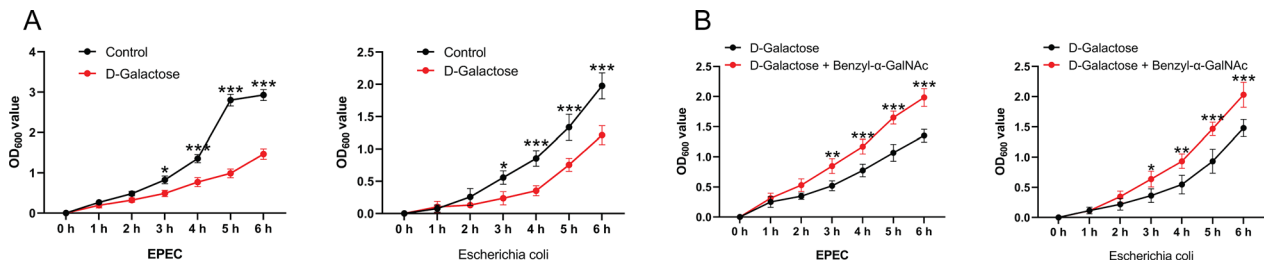 A
Control
D-Galactose
OD600 value
4
3
2
1
0
*
***
***
***
0 h 1 h 2 h 3 h 4 h 5 h 6 h
EPEC
Control
D-Galactose
OD600 value
2.5
2.0
1.5
1.0
0.5
0.0
*
***
***
***
0 h 1 h 2 h 3 h 4 h 5 h 6 h
Escherichia coli
B
D-Galactose
D-Galactose + Benzyl-α-GalNAc
OD600 value
2.5
2.0
1.5
1.0
0.5
0.0
**
***
***
***
0 h 1 h 2 h 3 h 4 h 5 h 6 h
EPEC
D-Galactose
D-Galactose + Benzyl-α-GalNAc
OD600 value
2.5
2.0
1.5
1.0
0.5
0.0
*
**
***
***
0 h 1 h 2 h 3 h 4 h 5 h 6 h
Escherichia coli